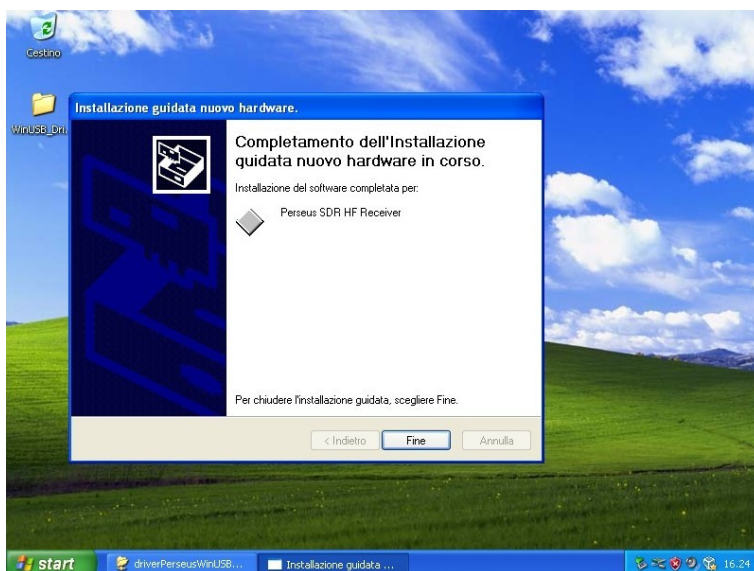 Cestino
WinUSB_Dri...
Installazione guidata nuovo hardware.
Completamento dell'Installazione
guidata nuovo hardware in corso.
Installazione del software completata per:
Perseus SDR HF Receiver
Per chiudere l'installazione guidata, scegliere Fine.
< Indietro
Fine
Annulla
start
driverPerseusWinUSB...
Installazione guidata ...
16.24